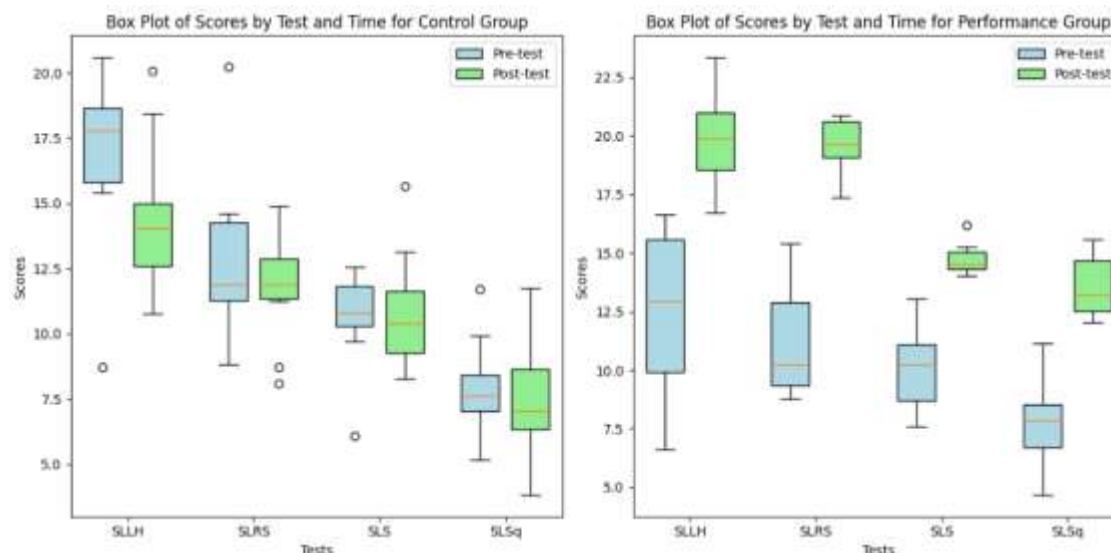 Box Plot of Scores by Test and Time for Control Group
Pre-test
Post-test
Scores
20.0
17.5
15.0
12.5
10.0
7.5
5.0
SLLH
SLRS
SLS
SLSq
Tests
Box Plot of Scores by Test and Time for Performance Group
Pre-test
Post-test
Scores
22.5
20.0
17.5
15.0
12.5
10.0
7.5
5.0
SLLH
SLRS
SLS
SLSq
Tests